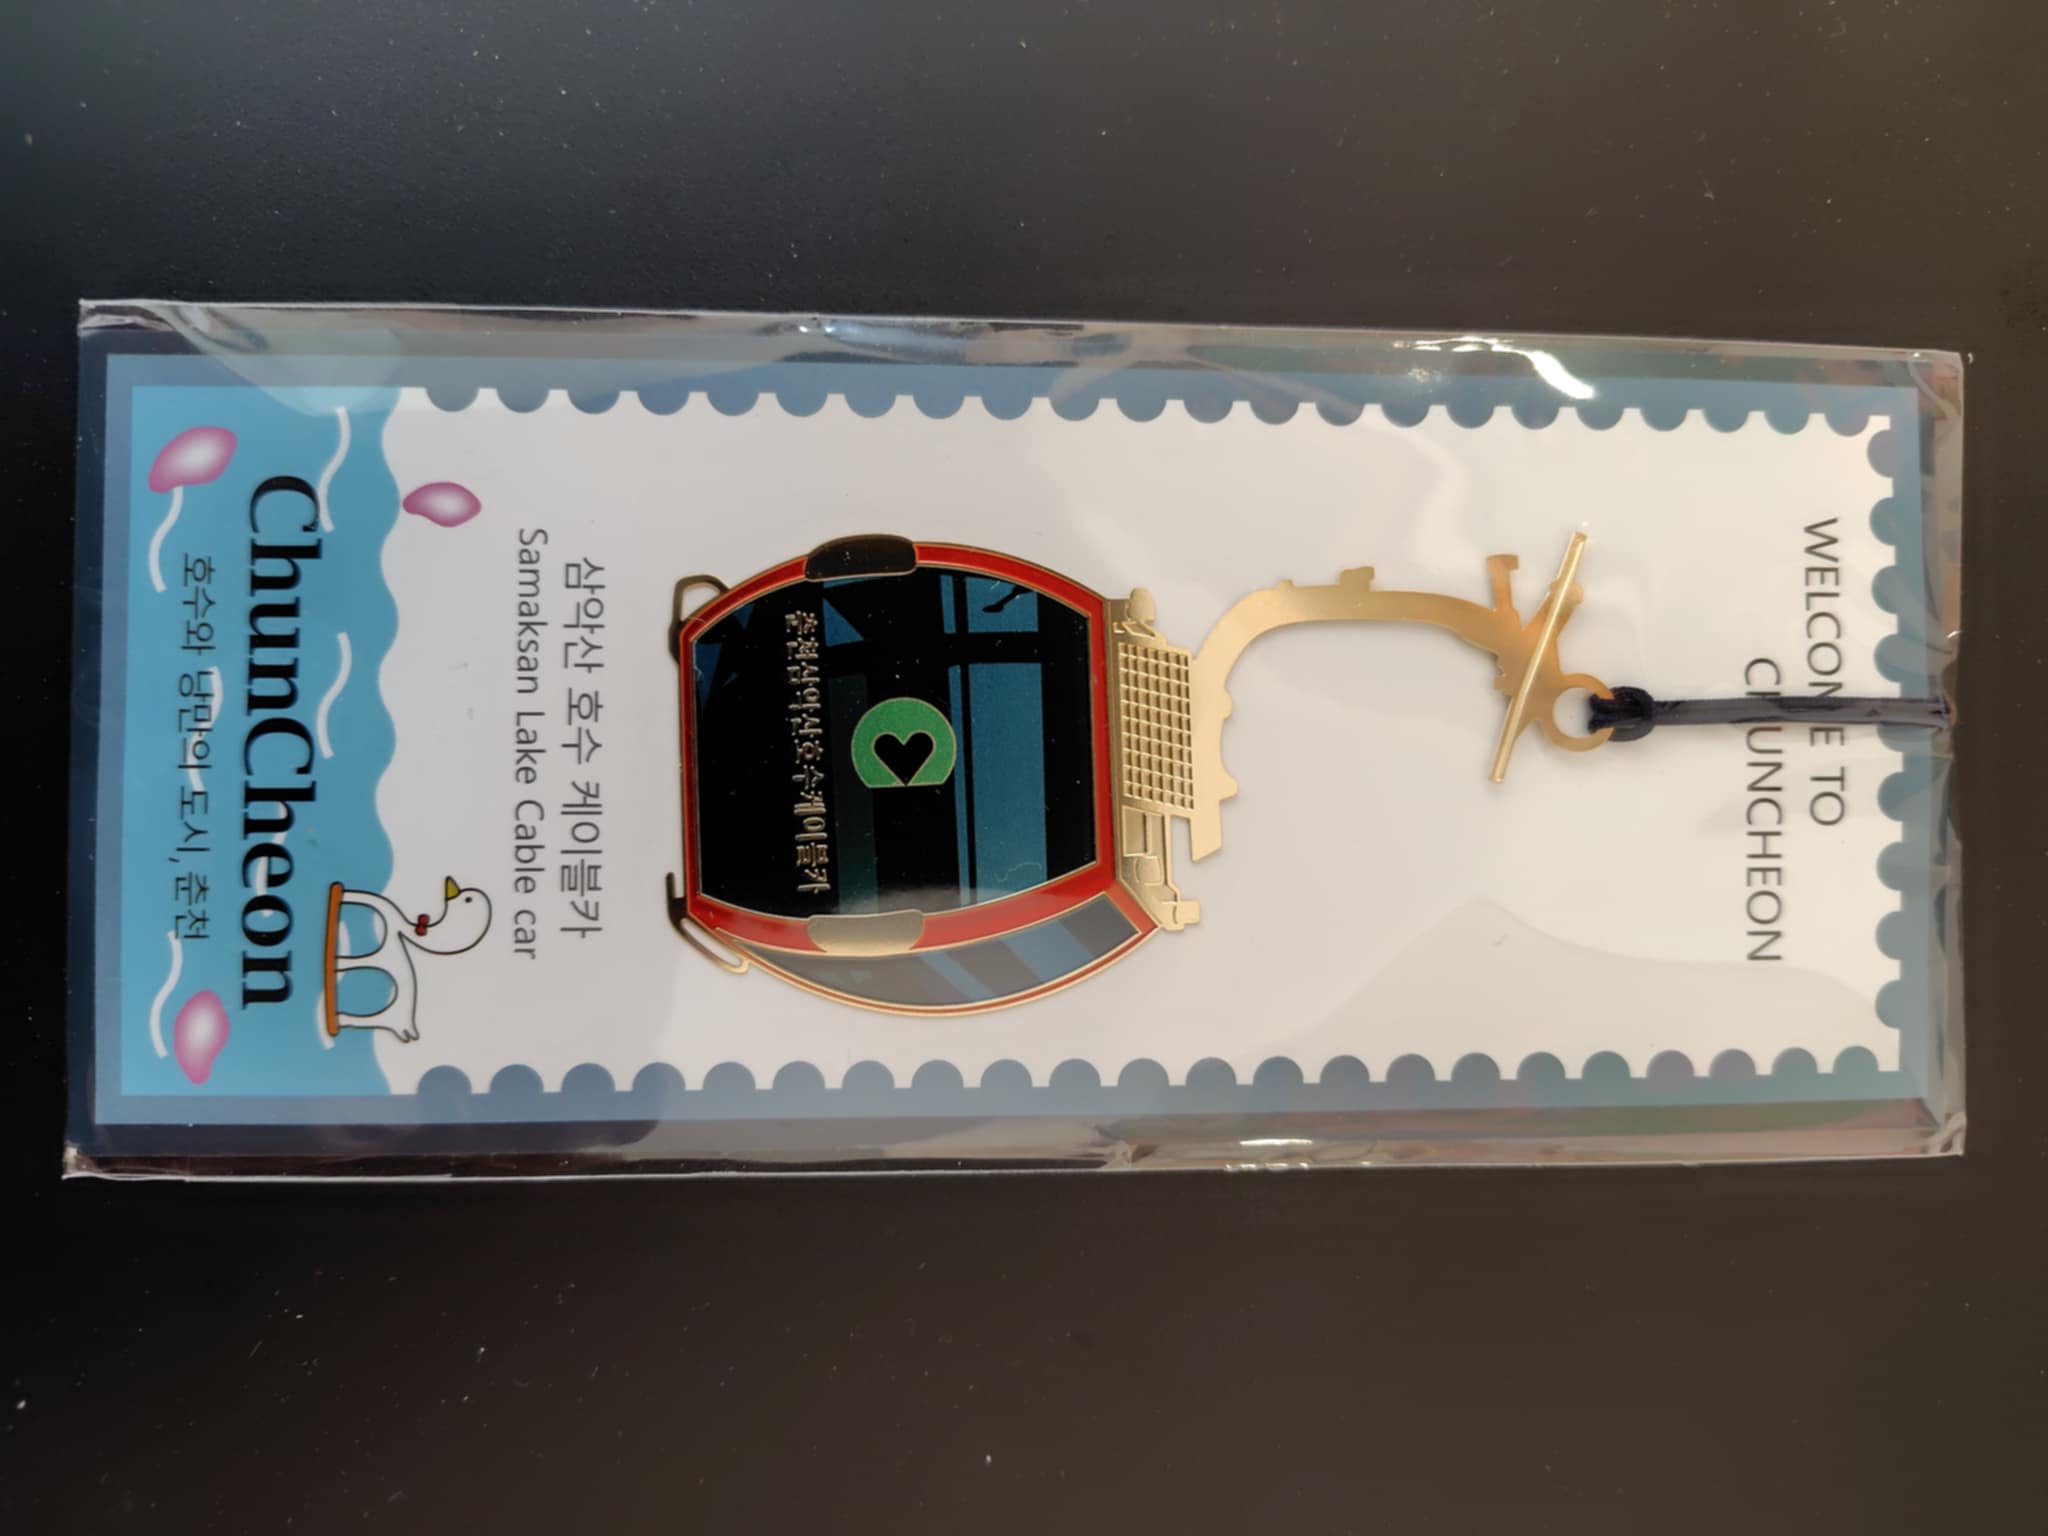 WELCOME TO
CHUNCHEON
춘천삼악산호수케이블카
삼악산 호수 케이블카
Samaksan Lake Cable car
ChunCheon
호수와 낭만의 도시, 춘천